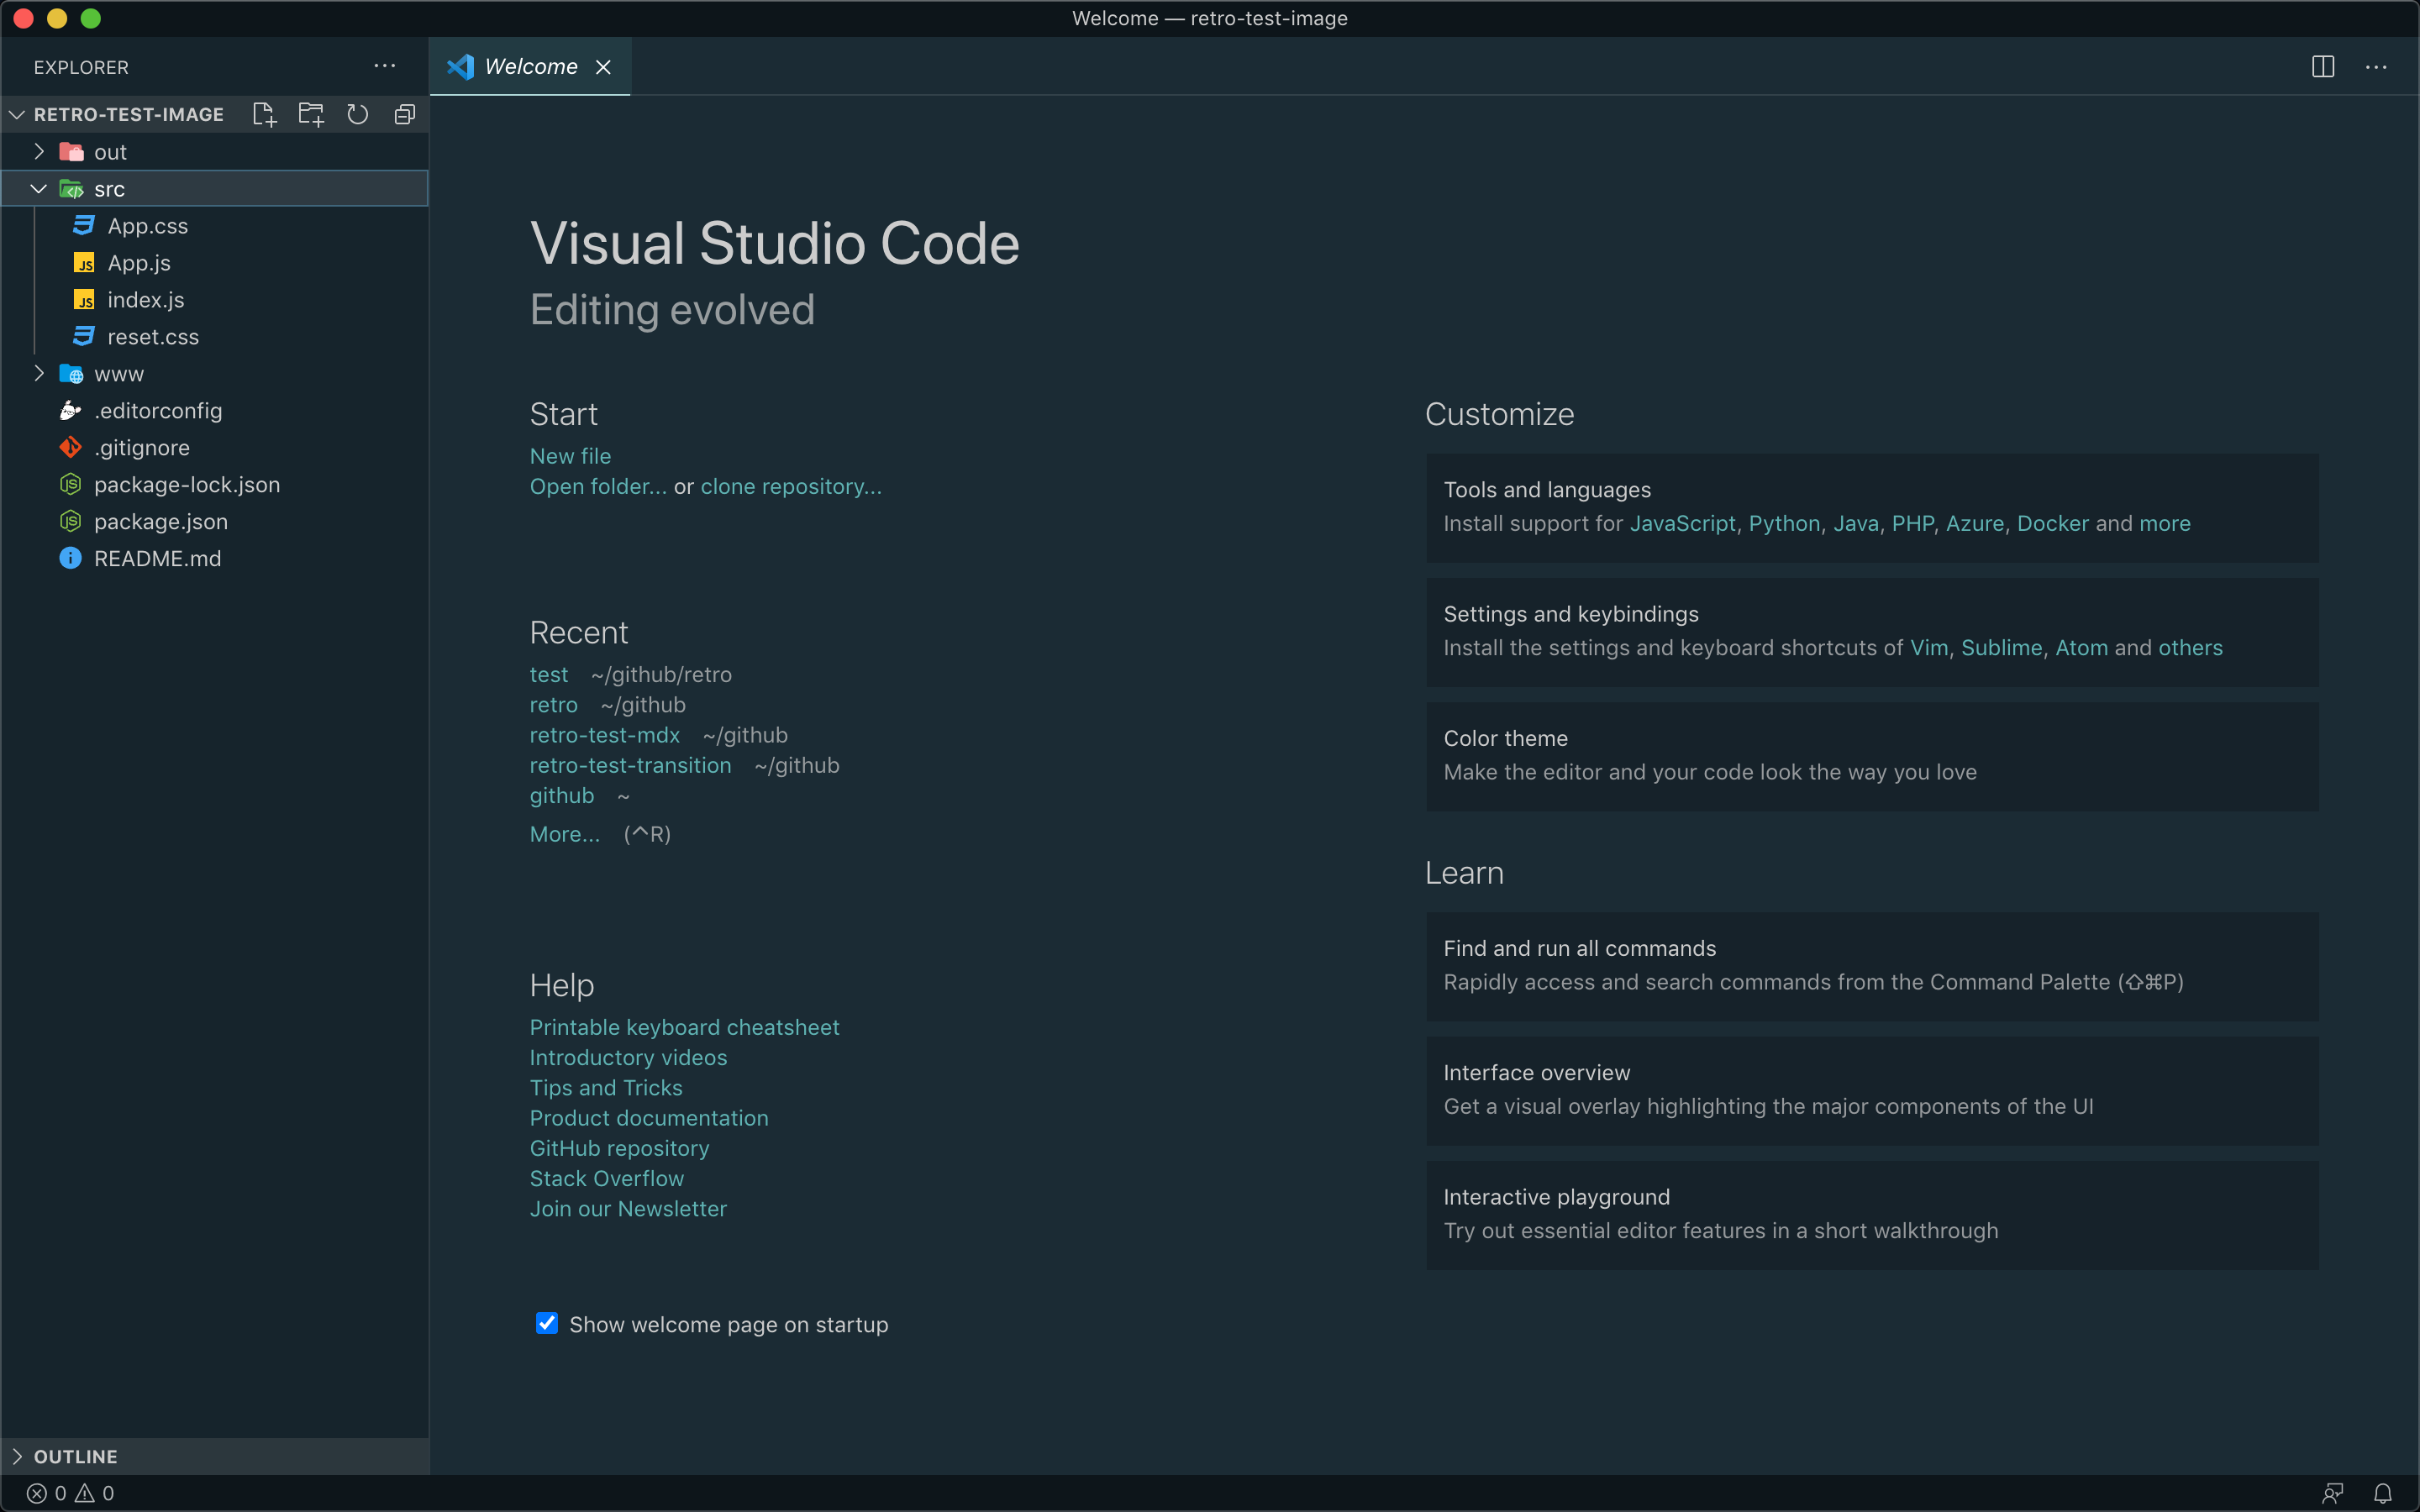 Welcome — retro-test-image
EXPLORER
Welcome
RETRO-TEST-IMAGE
out
src
App.css
App.js
index.js
reset.css
www
.editorconfig
.gitignore
package-lock.json
package.json
README.md
OUTLINE
Visual Studio Code
Editing evolved
Start
New file
Open folder... or clone repository...
Recent
test ~/github/retro
retro ~/github
retro-test-mdx ~/github
retro-test-transition ~/github
github ~
More... (^R)
Help
Printable keyboard cheatsheet
Introductory videos
Tips and Tricks
Product documentation
GitHub repository
Stack Overflow
Join our Newsletter
Show welcome page on startup
Customize
Tools and languages
Install support for JavaScript, Python, Java, PHP, Azure, Docker and more
Settings and keybindings
Install the settings and keyboard shortcuts of Vim, Sublime, Atom and others
Color theme
Make the editor and your code look the way you love
Learn
Find and run all commands
Rapidly access and search commands from the Command Palette (⇧⌘P)
Interface overview
Get a visual overlay highlighting the major components of the UI
Interactive playground
Try out essential editor features in a short walkthrough
0 0